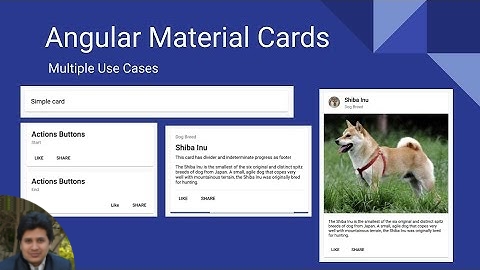 Angular Material Cards
Multiple Use Cases
Simple card
Actions Buttons
Start
LIKE SHARE
Actions Buttons
End
Like SHARE
Dog Breed
Shiba Inu
This card has divider and indeterminate progress as footer
The Shiba Inu is the smallest of the six original and distinct spitz
breeds of dog from Japan. A small, agile dog that copes very
well with mountainous terrain, the Shiba Inu was originally bred
for hunting.
LIKE SHARE
Shiba Inu
Dog Breed
The Shiba Inu is the smallest of the six original and distinct spitz
breeds of dog from Japan. A small, agile dog that copes very
well with mountainous terrain, the Shiba Inu was originally bred
for hunting.
LIKE SHARE